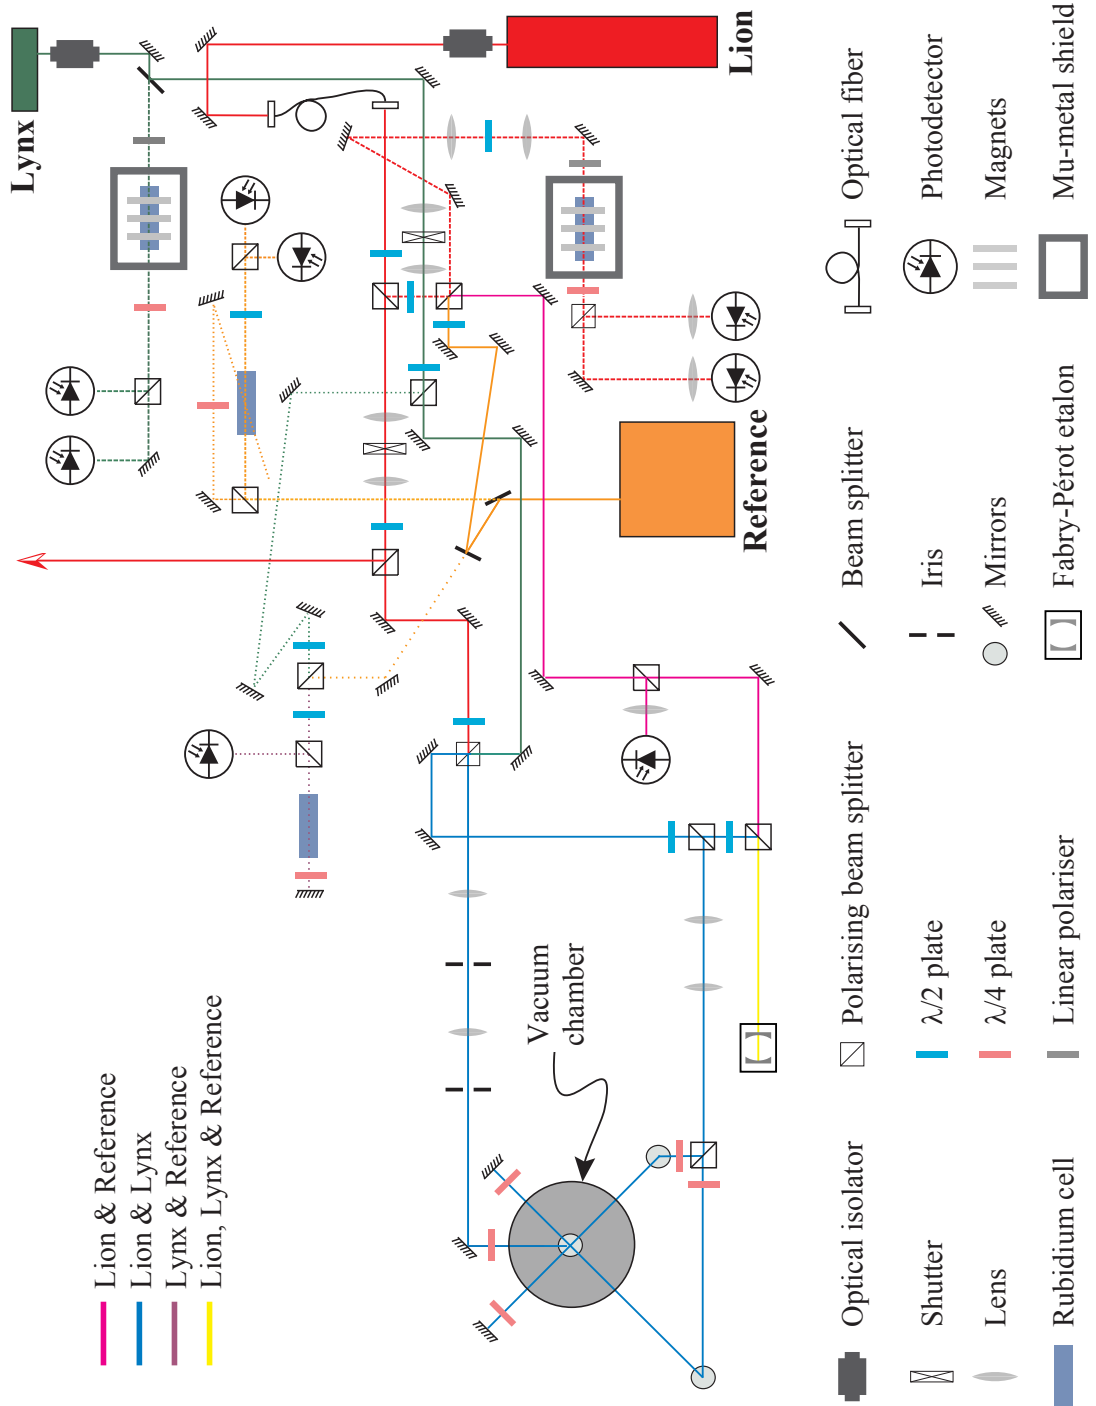 Lynx
Lion
Reference
Vacuum
chamber
Lion & Reference
Lion & Lynx
Lynx & Reference
Lion, Lynx & Reference
Optical isolator
Shutter
Lens
Rubidium cell
Polarising beam splitter
λ/2 plate
λ/4 plate
Linear polariser
Beam splitter
Iris
Mirrors
Fabry-Pérot etalon
Optical fiber
Photodetector
Magnets
Mu-metal shield